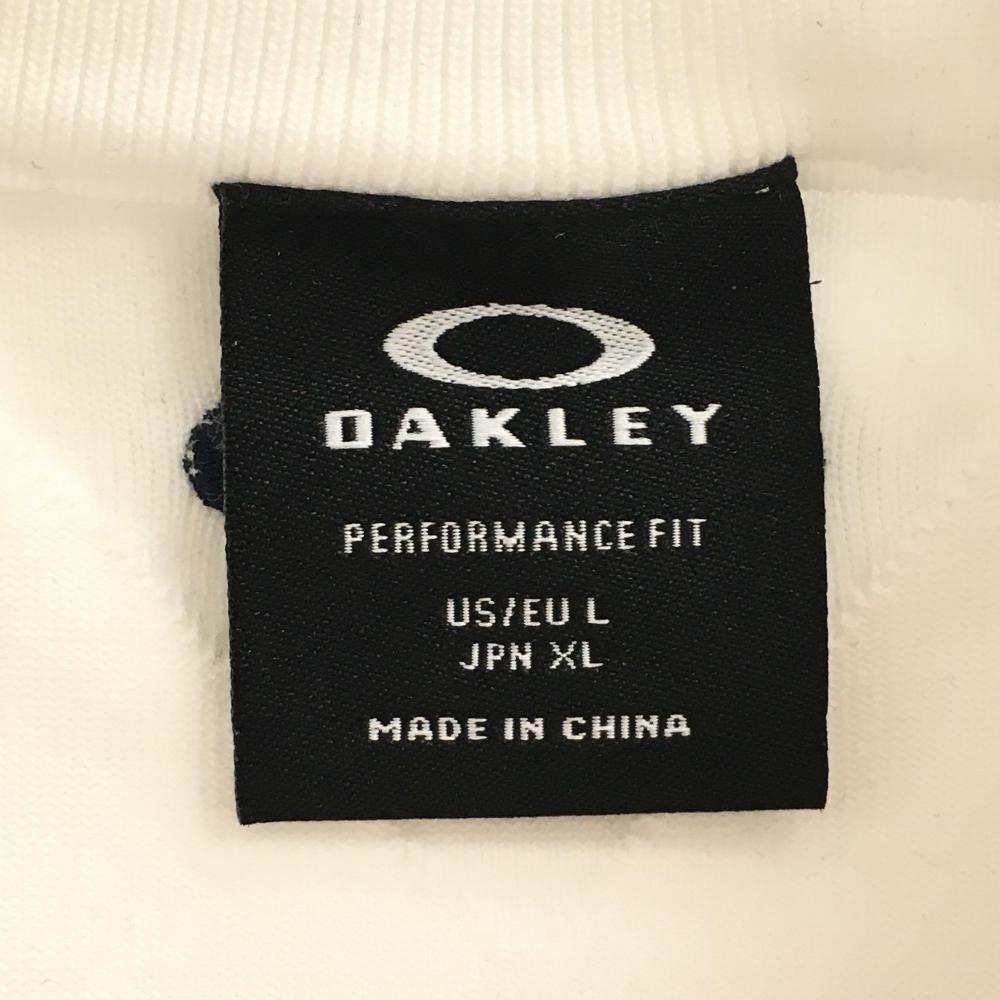 OAKLEY
PERFORMANCE FIT
US/EU L
JPN XL
MADE IN CHINA